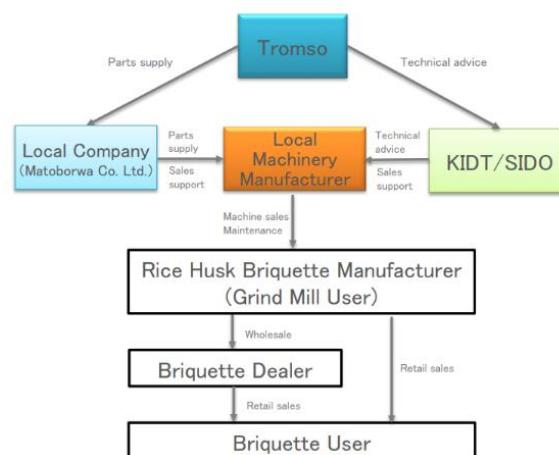 Tromso
Parts supply
Technical advice
Local Company
(Matoborwa Co. Ltd.)
Parts
supply
Sales
support
Local
Machinery
Manufacturer
Technical
advice
Sales
support
KIDT/SIDO
Machine sales
Maintenance
Rice Husk Briquette Manufacturer
(Grind Mill User)
Wholesale
Briquette Dealer
Retail sales
Retail sales
Briquette User